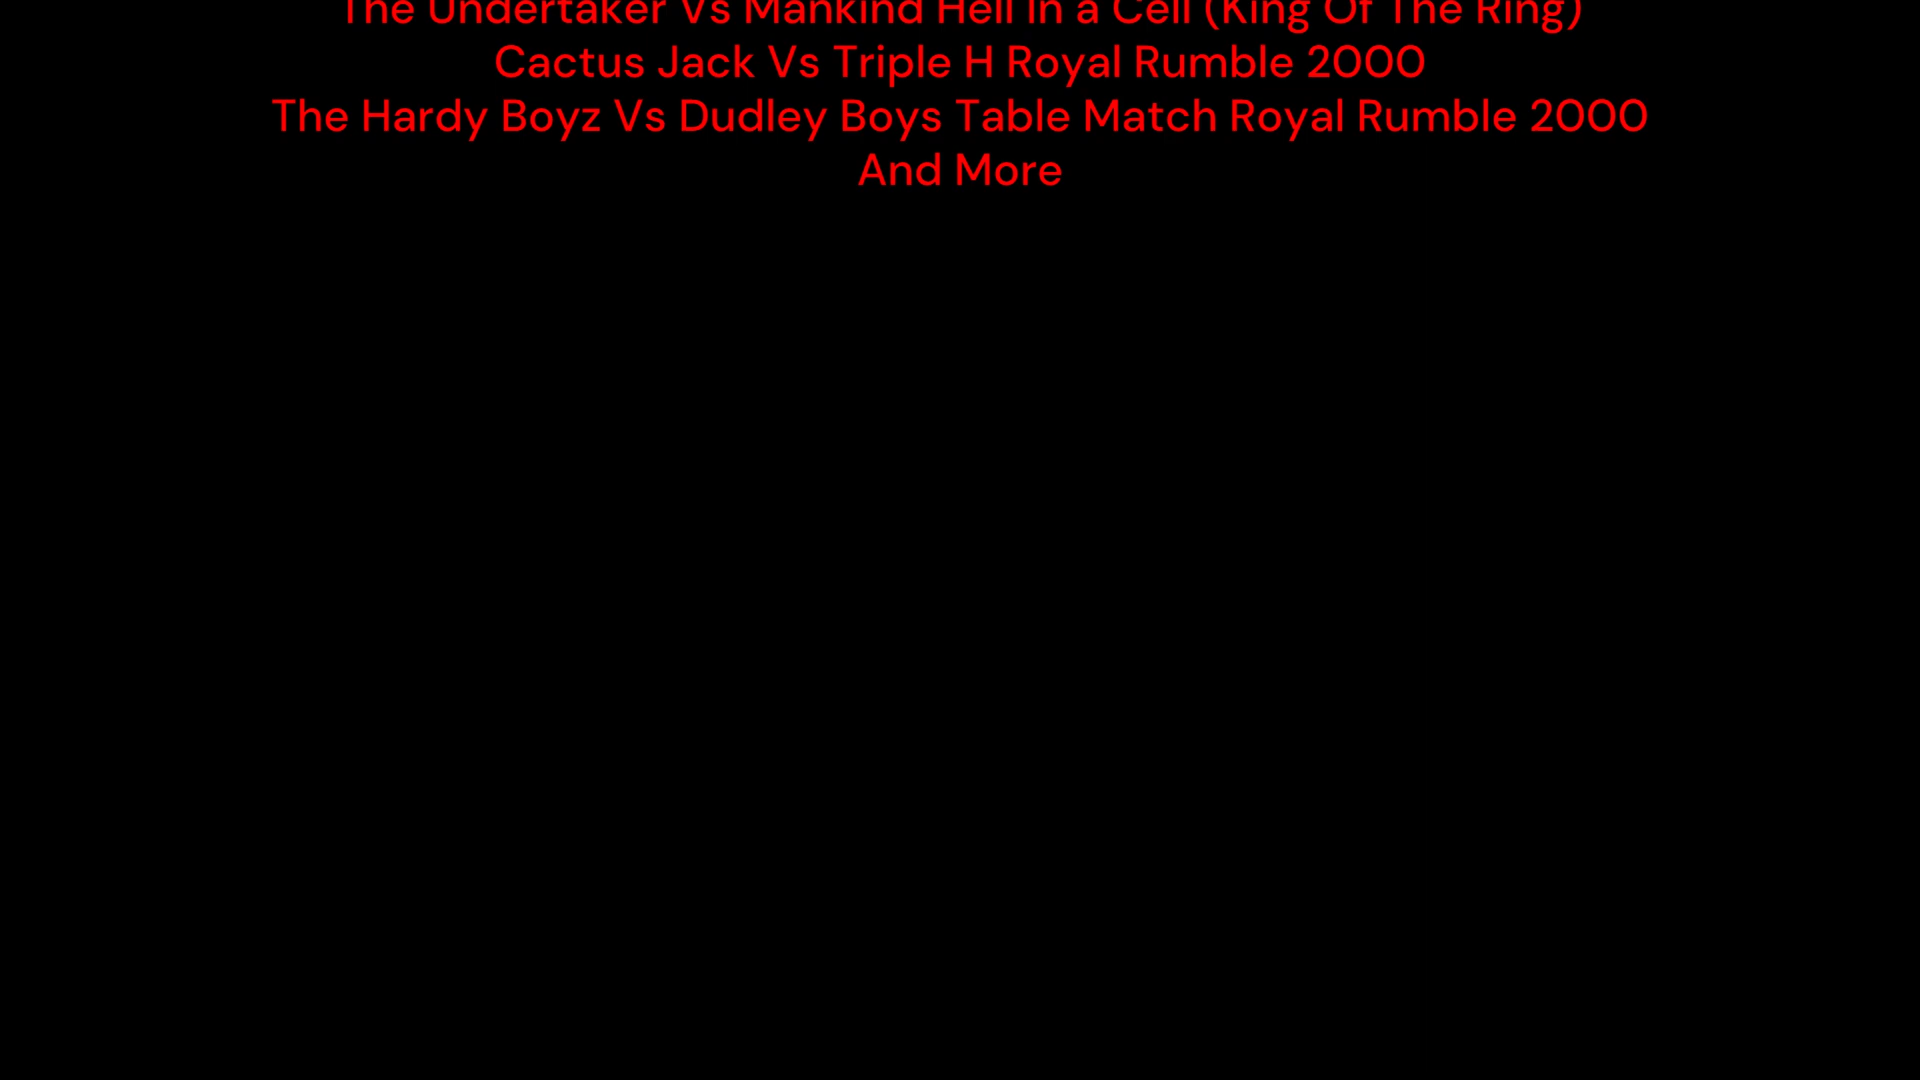 The Undertaker Vs Mankind Hell In a Cell (King Of The Ring)
Cactus Jack Vs Triple H Royal Rumble 2000
The Hardy Boyz Vs Dudley Boys Table Match Royal Rumble 2000
And More